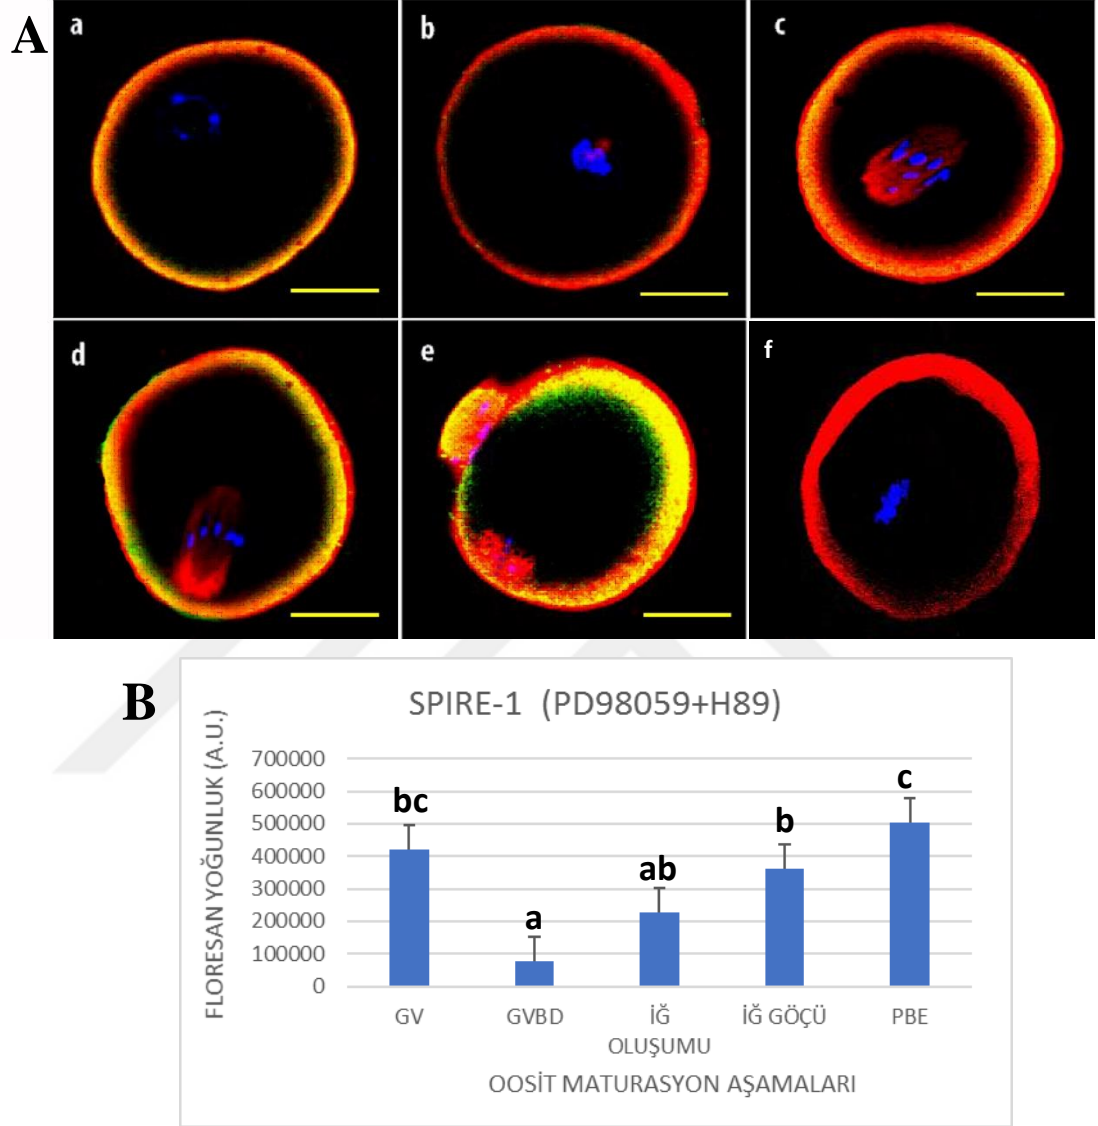 A
a
b
c
d
e
f
B
SPIRE-1 (PD98059+H89)
FLORESAN YOĞUNLUK (A.U.)
700000
600000
500000
400000
300000
200000
100000
0
bc
a
ab
b
c
GV
GVBD
İĞ
OLUŞUMU
İĞ GÖÇÜ
PBE
OOSİT MATURASYON AŞAMALARI